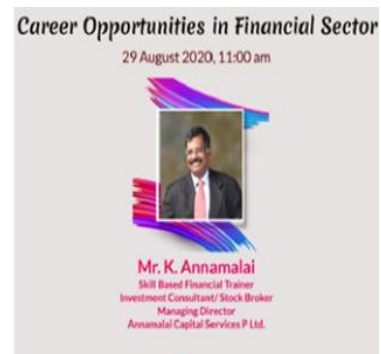 Career Opportunities in Financial Sector
29 August 2020, 11:00 am
Mr. K. Annamalai
Skill Based Financial Trainer
Investment Consultant/ Stock Broker
Managing Director
Annamalai Capital Services P Ltd.